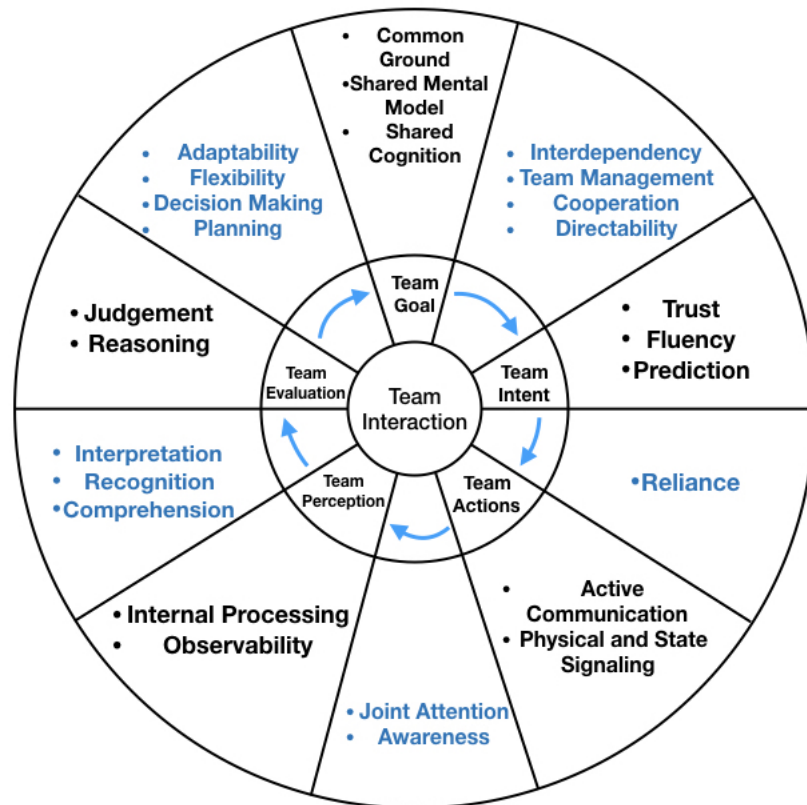 • Common
Ground
•Shared Mental
Model
• Shared
Cognition
• Interdependency
• Team Management
• Cooperation
• Directability
• Trust
• Fluency
•Prediction
•Reliance
• Active
Communication
• Physical and State
Signaling
• Joint Attention
• Awareness
• Internal Processing
• Observability
• Interpretation
• Recognition
• Comprehension
• Judgement
• Reasoning
• Adaptability
• Flexibility
•Decision Making
• Planning
Team
Goal
Team
Intent
Team
Actions
Team
Perception
Team
Evaluation
Team
Interaction